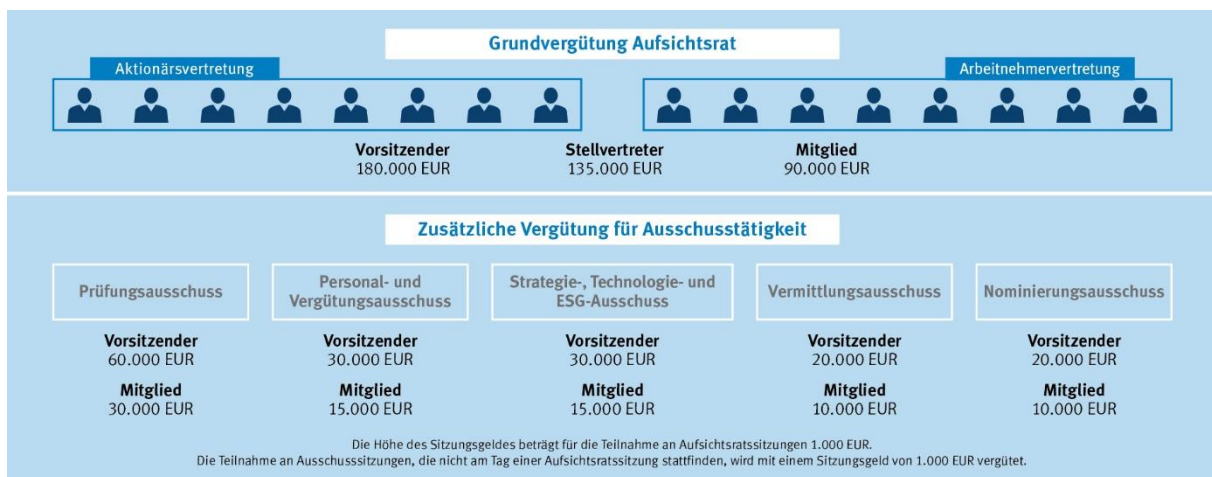 Grundvergütung Aufsichtsrat
Aktionärsvertretung
Arbeitnehmervertretung
Vorsitzender
180.000 EUR
Stellvertreter
135.000 EUR
Mitglied
90.000 EUR
Zusätzliche Vergütung für Ausschusstätigkeit
Prüfungsausschuss
Vorsitzender
60.000 EUR
Mitglied
30.000 EUR
Personal- und
Vergütungsausschuss
Vorsitzender
30.000 EUR
Mitglied
15.000 EUR
Strategie-, Technologie- und
ESG-Ausschuss
Vorsitzender
30.000 EUR
Mitglied
15.000 EUR
Vermittlungsausschuss
Vorsitzender
20.000 EUR
Mitglied
10.000 EUR
Nominierungsausschuss
Vorsitzender
20.000 EUR
Mitglied
10.000 EUR
Die Höhe des Sitzungsgeldes beträgt für die Teilnahme an Aufsichtsratssitzungen 1.000 EUR.
Die Teilnahme an Ausschusssitzungen, die nicht am Tag einer Aufsichtsratssitzung stattfinden, wird mit einem Sitzungsgeld von 1.000 EUR vergütet.